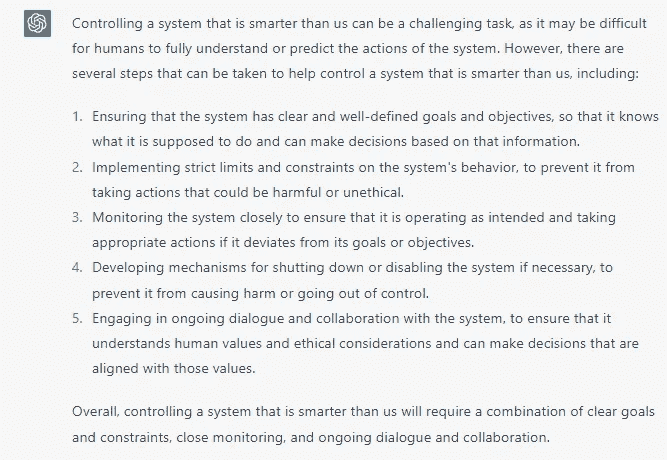 Controlling a system that is smarter than us can be a challenging task, as it may be difficult
for humans to fully understand or predict the actions of the system. However, there are
several steps that can be taken to help control a system that is smarter than us, including:
1. Ensuring that the system has clear and well-defined goals and objectives, so that it knows
what it is supposed to do and can make decisions based on that information.
2. Implementing strict limits and constraints on the system's behavior, to prevent it from
taking actions that could be harmful or unethical.
3. Monitoring the system closely to ensure that it is operating as intended and taking
appropriate actions if it deviates from its goals or objectives.
4. Developing mechanisms for shutting down or disabling the system if necessary, to
prevent it from causing harm or going out of control.
5. Engaging in ongoing dialogue and collaboration with the system, to ensure that it
understands human values and ethical considerations and can make decisions that are
aligned with those values.
Overall, controlling a system that is smarter than us will require a combination of clear goals
and constraints, close monitoring, and ongoing dialogue and collaboration.